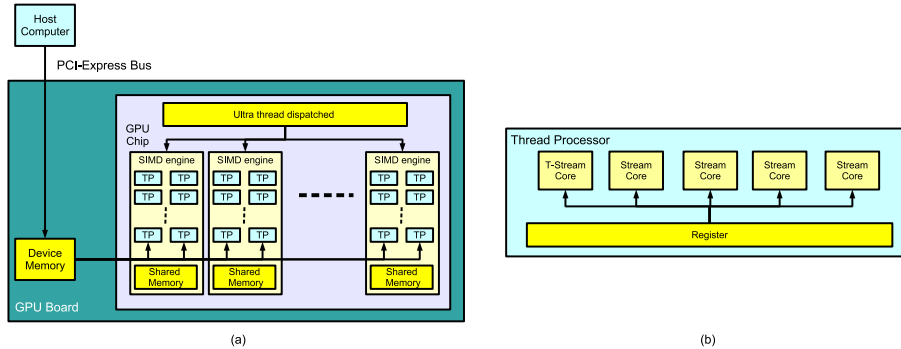 Host
Computer
PCI-Express Bus
Ultra thread dispatched
GPU
Chip
SIMD engine
SIMD engine
SIMD engine
TP TP TP TP TP TP
TP TP TP TP TP TP
TP TP TP TP TP TP
Device
Memory
Shared
Memory
Shared
Memory
Shared
Memory
GPU Board
(a)
Thread Processor
T-Stream
Core
Stream
Core
Stream
Core
Stream
Core
Stream
Core
Register
(b)